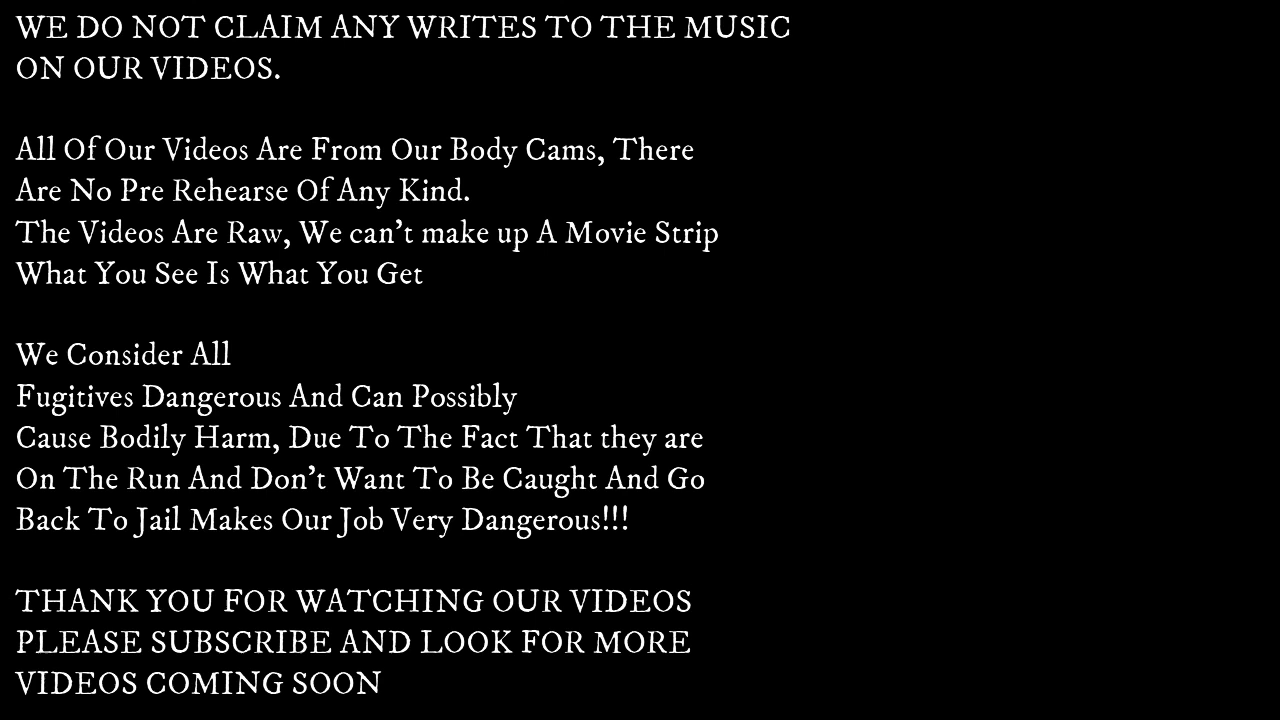 WE DO NOT CLAIM ANY WRITES TO THE MUSIC
ON OUR VIDEOS.
All Of Our Videos Are From Our Body Cams, There
Are No Pre Rehearse Of Any Kind.
The Videos Are Raw, We can't make up A Movie Strip
What You See Is What You Get
We Consider All
Fugitives Dangerous And Can Possibly
Cause Bodily Harm, Due To The Fact That they are
On The Run And Don't Want To Be Caught And Go
Back To Jail Makes Our Job Very Dangerous!!!
THANK YOU FOR WATCHING OUR VIDEOS
PLEASE SUBSCRIBE AND LOOK FOR MORE
VIDEOS COMING SOON